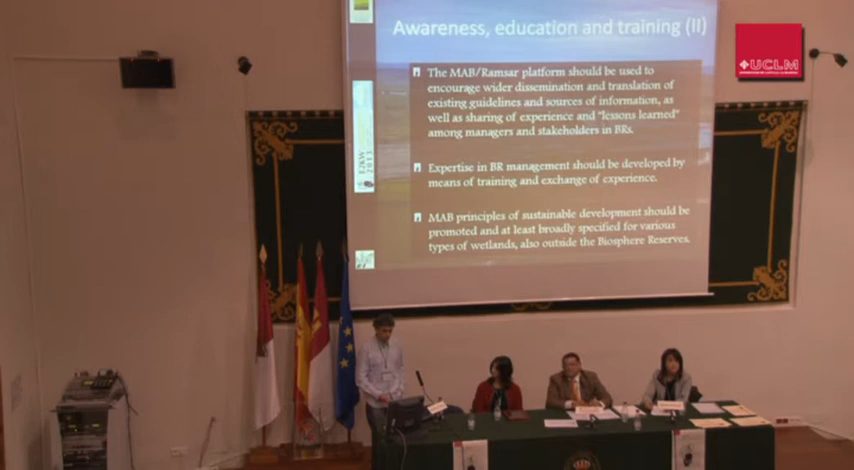 Awareness, education and training (II)
UCLM
The MAB/Ramsar platform should be used to
encourage wider dissemination and translation of
existing guidelines and sources of information, as
well as sharing of experience and "lessons learned"
among managers and stakeholders in BRs.
Expertise in BR management should be developed by
means of training and exchange of experience.
MAB principles of sustainable development should be
promoted and at least broadly specified for various
types of wetlands, also outside the Biosphere Reserves.